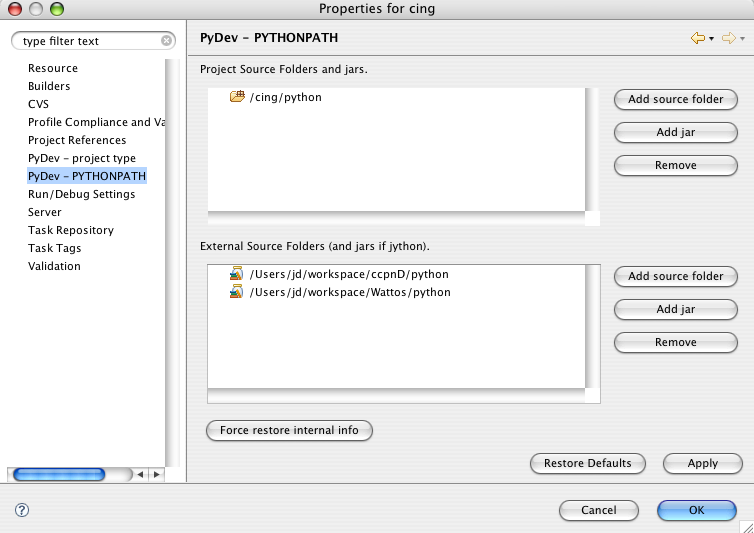 Properties for cing
type filter text
Resource
Builders
CVS
Profile Compliance and Va
Project References
PyDev - project type
PyDev - PYTHONPATH
Run/Debug Settings
Server
Task Repository
Task Tags
Validation
PyDev - PYTHONPATH
Project Source Folders and jars.
/cing/python
Add source folder
Add jar
Remove
External Source Folders (and jars if jython).
/Users/jd/workspace/ccpnD/python
/Users/jd/workspace/Wattos/python
Add source folder
Add jar
Remove
Force restore internal info
Restore Defaults
Apply
?
Cancel
OK